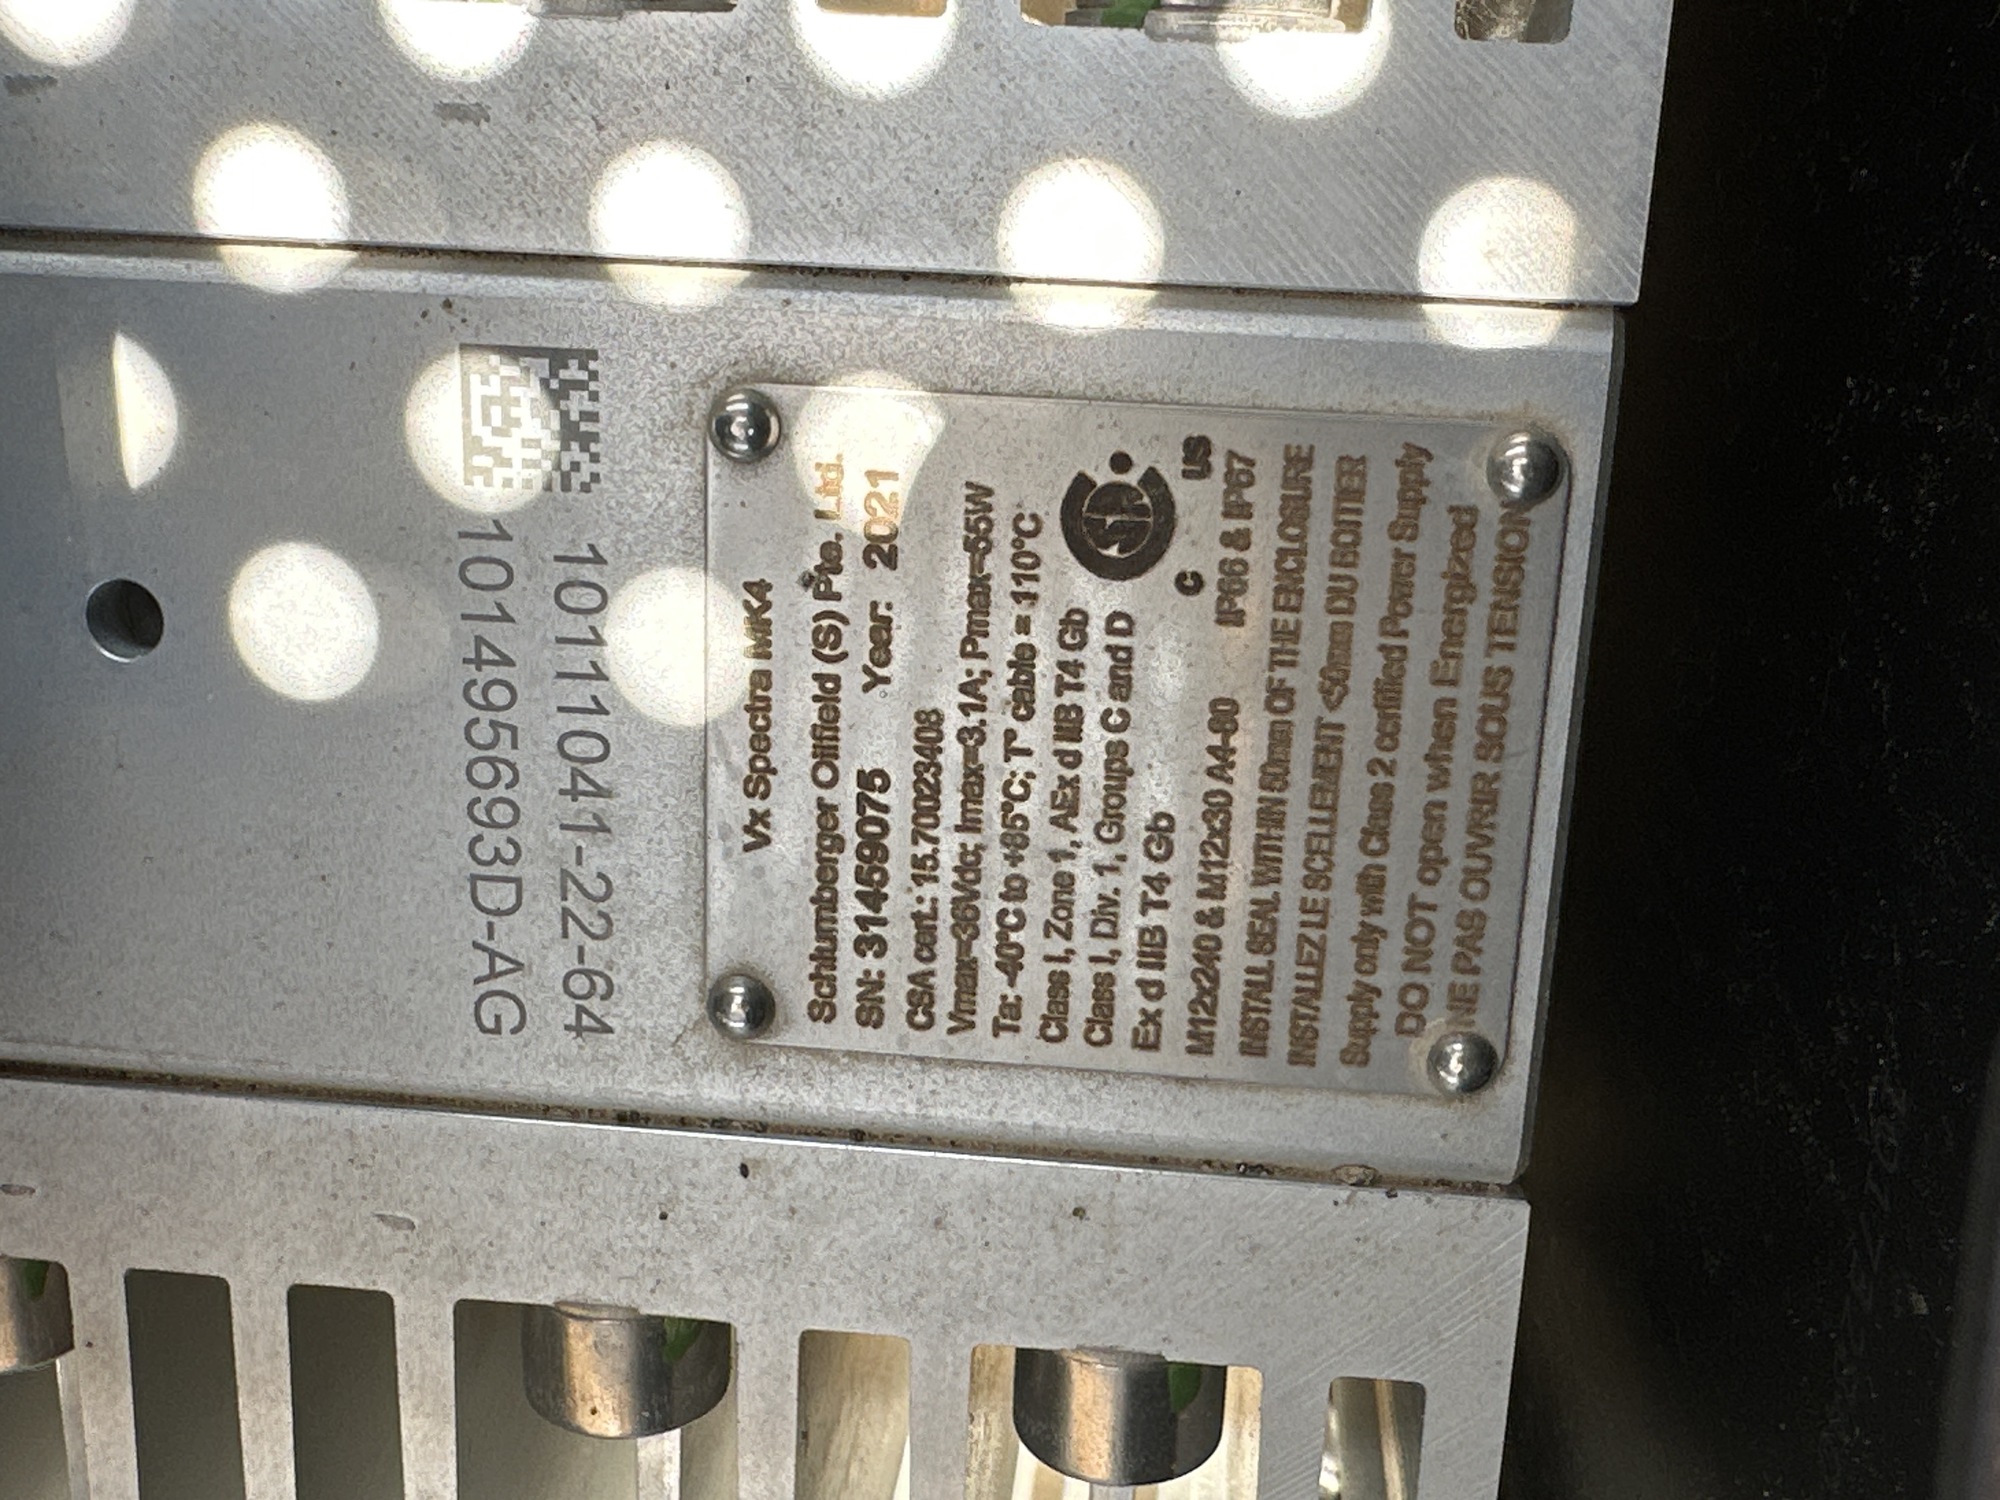 101495693D-AG
10111041-22-64
Vx Spectra MK4
Schlumberger Oilfield (S) Pte. Ltd.
SN: 31459075 Year: 2021
CSA cert.: 15.70023408
Vmax=36Vdc; Imax=3.1A; Pmax=55W
Ta: -40°C to +85°C; T° cable = 110°C
Class I, Zone 1, AEx d IIB T4 Gb
Class I, Div. 1, Groups C and D
Ex d IIB T4 Gb
C US
M12x240 & M12x30 A4-80 IP66 & IP67
INSTALL SEAL WITHIN 50mm OF THE ENCLOSURE
INSTALLEZ LE SCELLEMENT <50mm DU BOITIER
Supply only with Class 2 certified Power Supply
DO NOT open when Energized
NE PAS OUVRIR SOUS TENSION